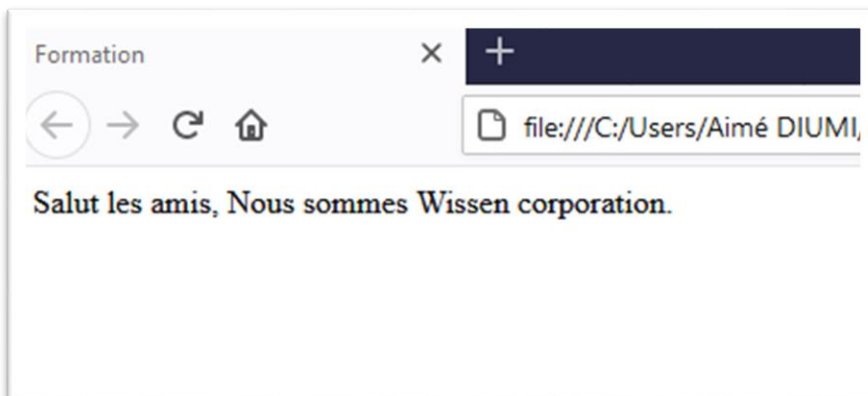 Formation
file:///C:/Users/Aimé DIUMI/
Salut les amis, Nous sommes Wissen corporation.